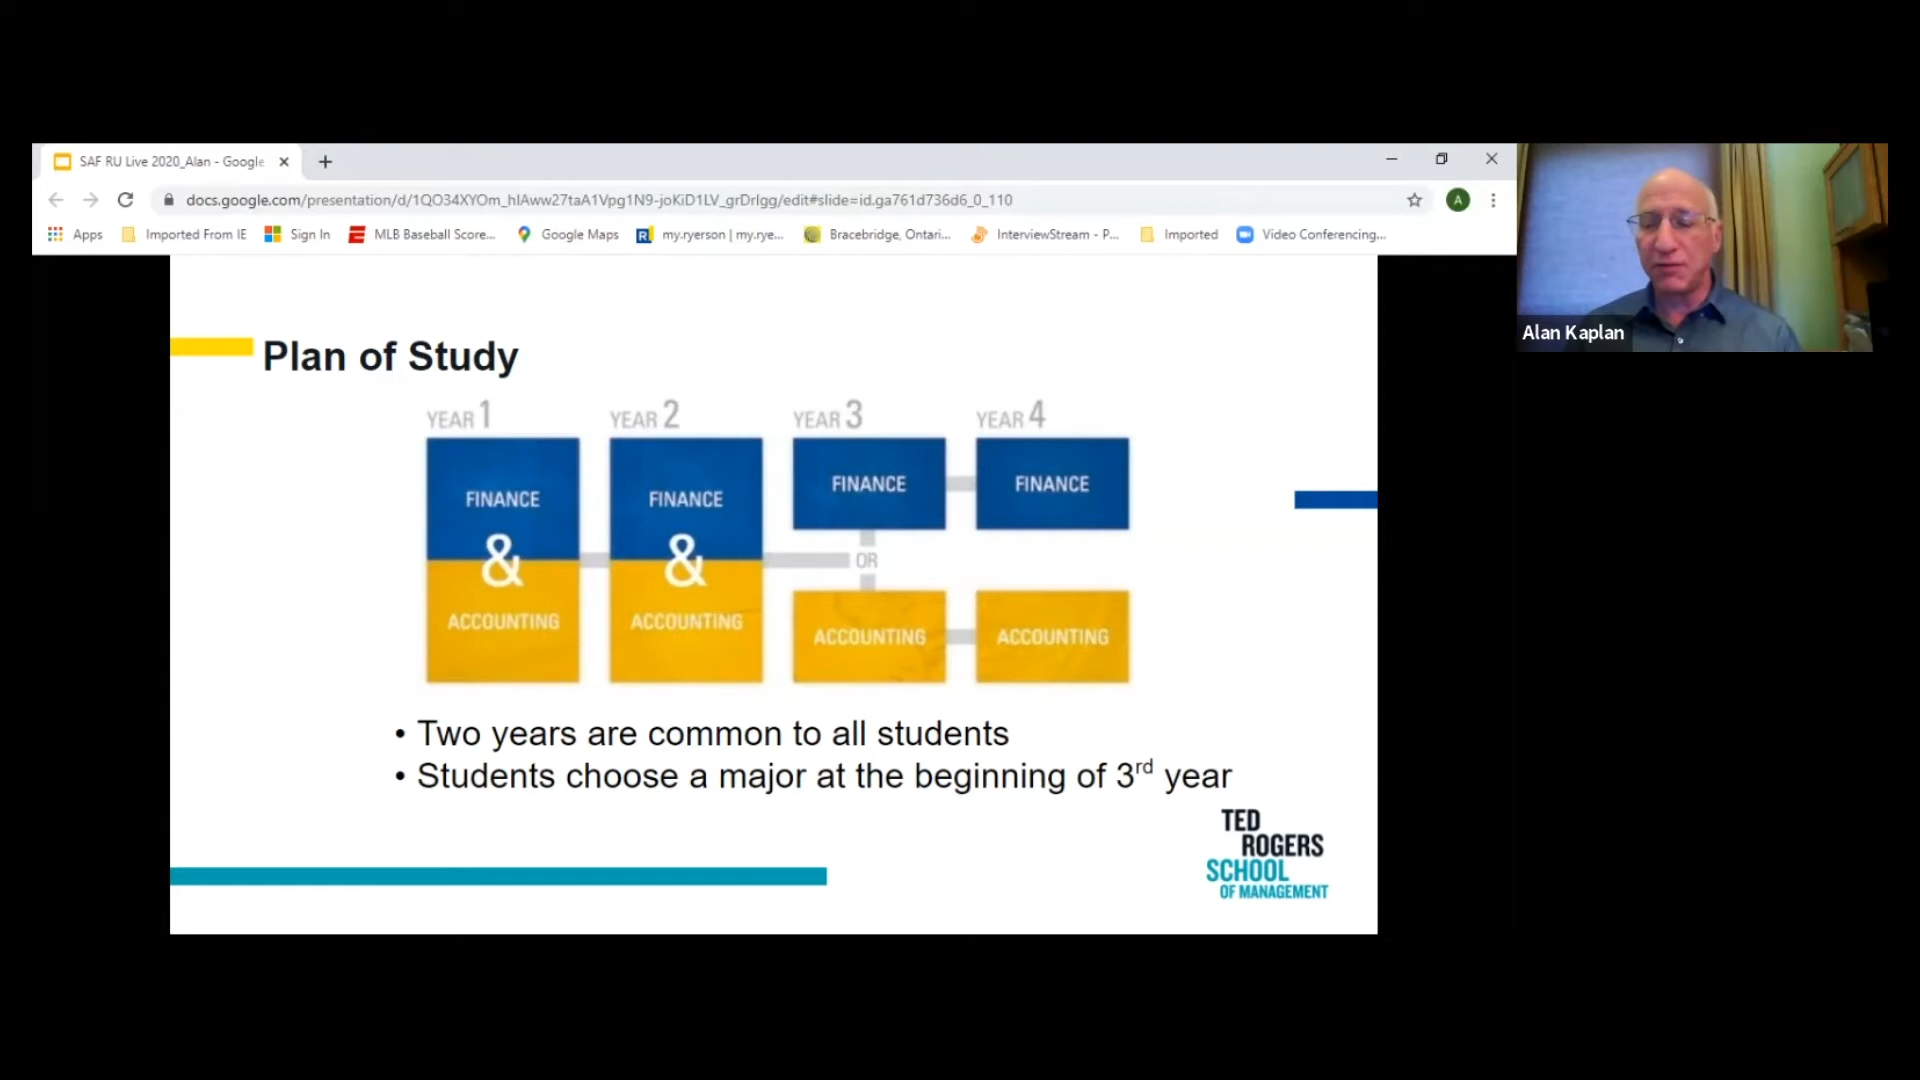 SAF RU Live 2020_Alan - Google
docs.google.com/presentation/d/1QO34XYOm_hIAww27taA1Vpg1N9-joKiD1LV_grDrIgg/edit#slide=id.ga761d736d6_0_110
A
Apps Imported From IE Sign In MLB Baseball Score... Google Maps my.ryerson | my.rye... Bracebridge, Ontari... InterviewStream - P... Imported Video Conferencing...
Alan Kaplan
Plan of Study
YEAR 1 YEAR 2 YEAR 3 YEAR 4
FINANCE FINANCE FINANCE FINANCE
& & OR
ACCOUNTING ACCOUNTING ACCOUNTING ACCOUNTING
• Two years are common to all students
• Students choose a major at the beginning of 3rd year
TED
ROGERS
SCHOOL
OF MANAGEMENT